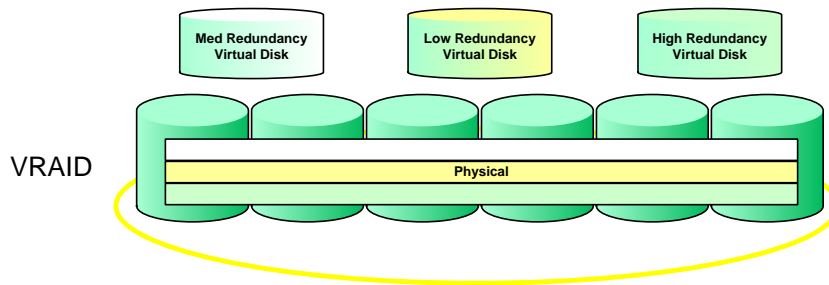 Med Redundancy
Virtual Disk
Low Redundancy
Virtual Disk
High Redundancy
Virtual Disk
VRAID
Physical